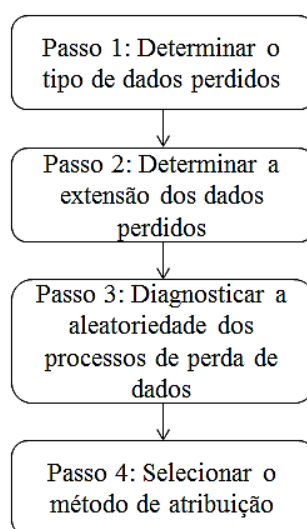 Passo 1: Determinar o
tipo de dados perdidos
Passo 2: Determinar a
extensão dos dados
perdidos
Passo 3: Diagnosticar a
aleatoriedade dos
processos de perda de
dados
Passo 4: Selecionar o
método de atribuição